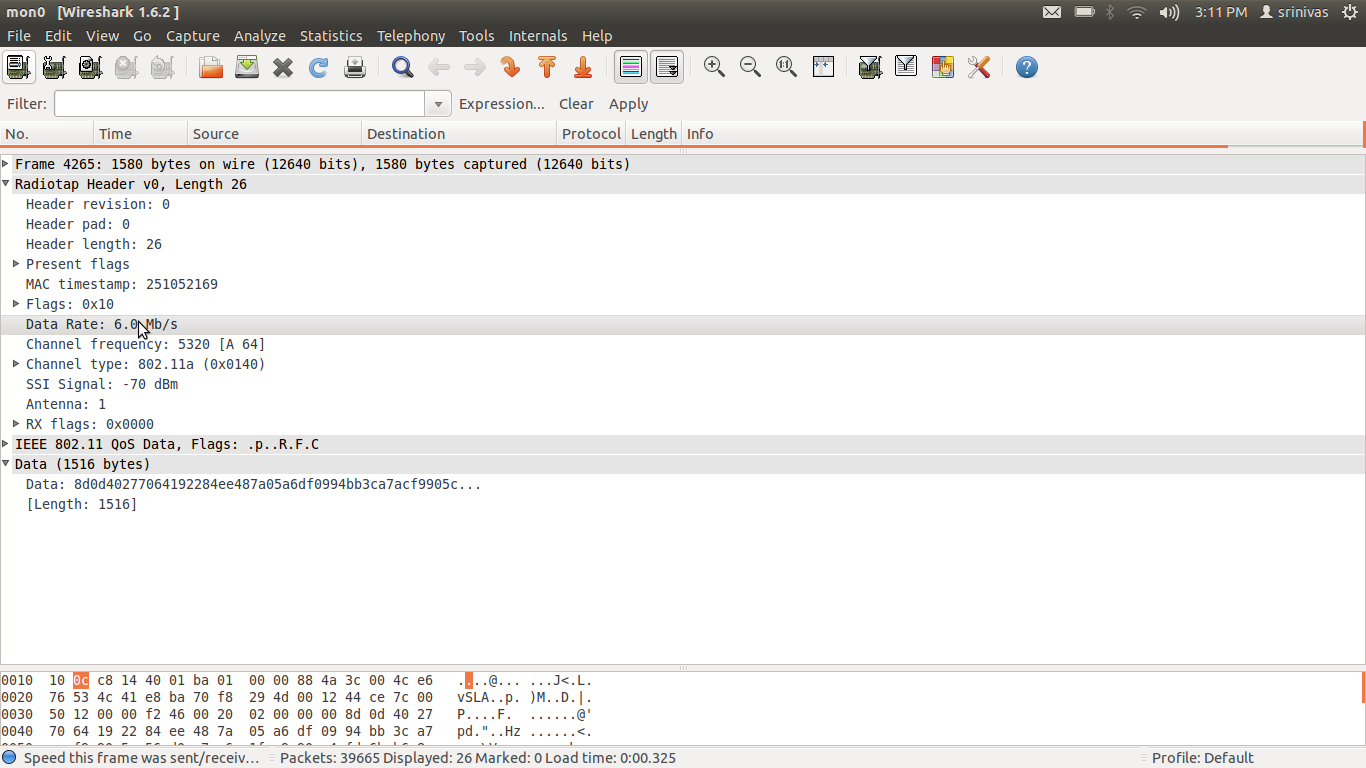 mon0 [Wireshark 1.6.2 ]
3:11 PM srinivas
File Edit View Go Capture Analyze Statistics Telephony Tools Internals Help
Filter: Expression... Clear Apply
No. Time Source Destination Protocol Length Info
Frame 4265: 1580 bytes on wire (12640 bits), 1580 bytes captured (12640 bits)
Radiotap Header v0, Length 26
Header revision: 0
Header pad: 0
Header length: 26
Present flags
MAC timestamp: 251052169
Flags: 0x10
Data Rate: 6.0 Mb/s
Channel frequency: 5320 [A 64]
Channel type: 802.11a (0x0140)
SSI Signal: -70 dBm
Antenna: 1
RX flags: 0x0000
IEEE 802.11 QoS Data, Flags: .p..R.F.C
Data (1516 bytes)
Data: 8d0d40277064192284ee487a05a6df0994bb3ca7acf9905c...
[Length: 1516]
0010 10 0c c8 14 40 01 ba 01 00 00 88 4a 3c 00 4c e6 ....@... ...J<.L.
0020 76 53 4c 41 e8 ba 70 f8 29 4d 00 12 44 ce 7c 00 vSLA..p. )M..D.|.
0030 50 12 00 00 f2 46 00 20 02 00 00 00 8d 0d 40 27 P....F. ......@'
0040 70 64 19 22 84 ee 48 7a 05 a6 df 09 94 bb 3c a7 pd."..Hz ......<.
Speed this frame was sent/receiv... Packets: 39665 Displayed: 26 Marked: 0 Load time: 0:00.325 Profile: Default